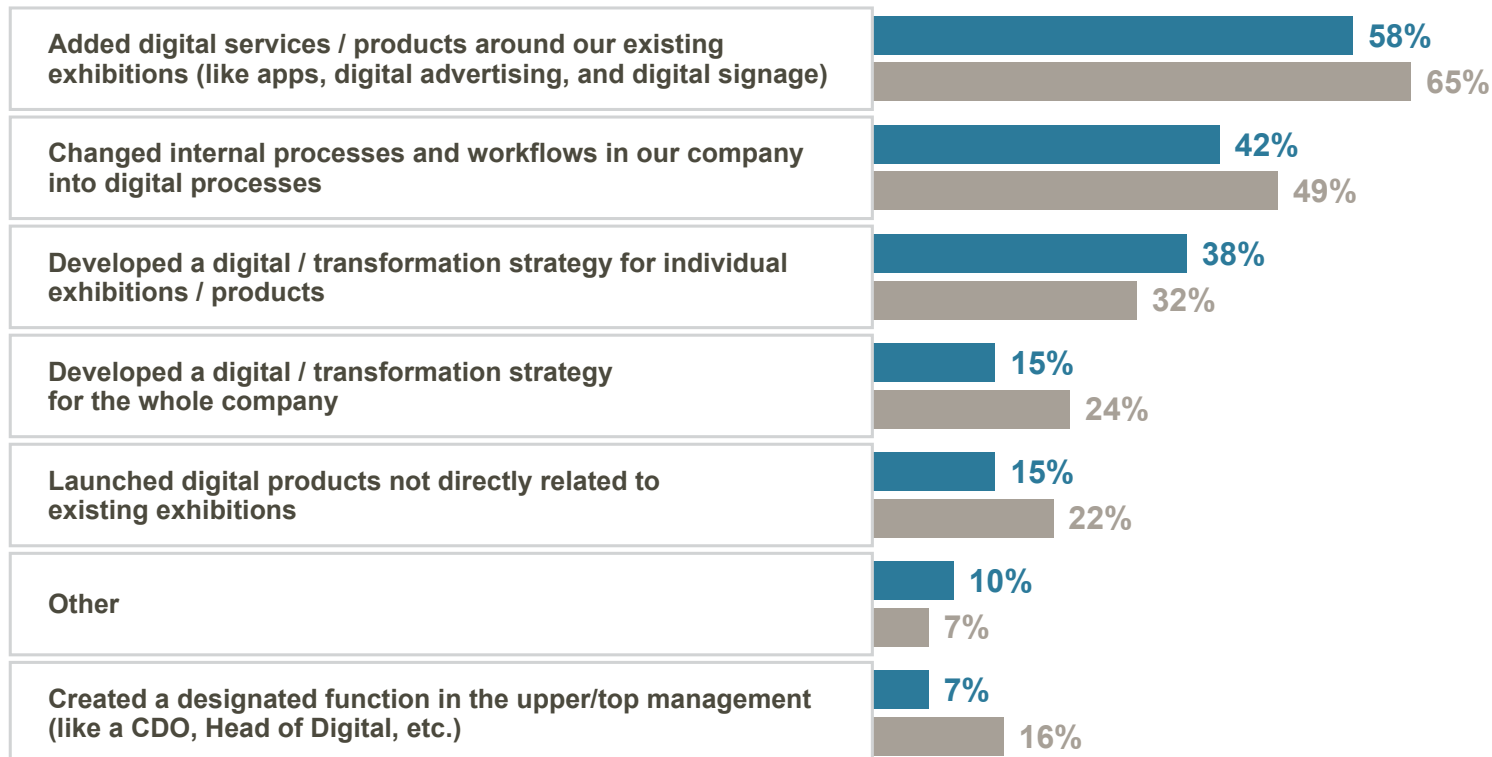 Added digital services / products around our existing
exhibitions (like apps, digital advertising, and digital signage)
58%
65%
Changed internal processes and workflows in our company
into digital processes
42%
49%
Developed a digital / transformation strategy for individual
exhibitions / products
38%
32%
Developed a digital / transformation strategy
for the whole company
15%
24%
Launched digital products not directly related to
existing exhibitions
15%
22%
Other
10%
7%
Created a designated function in the upper/top management
(like a CDO, Head of Digital, etc.)
7%
16%